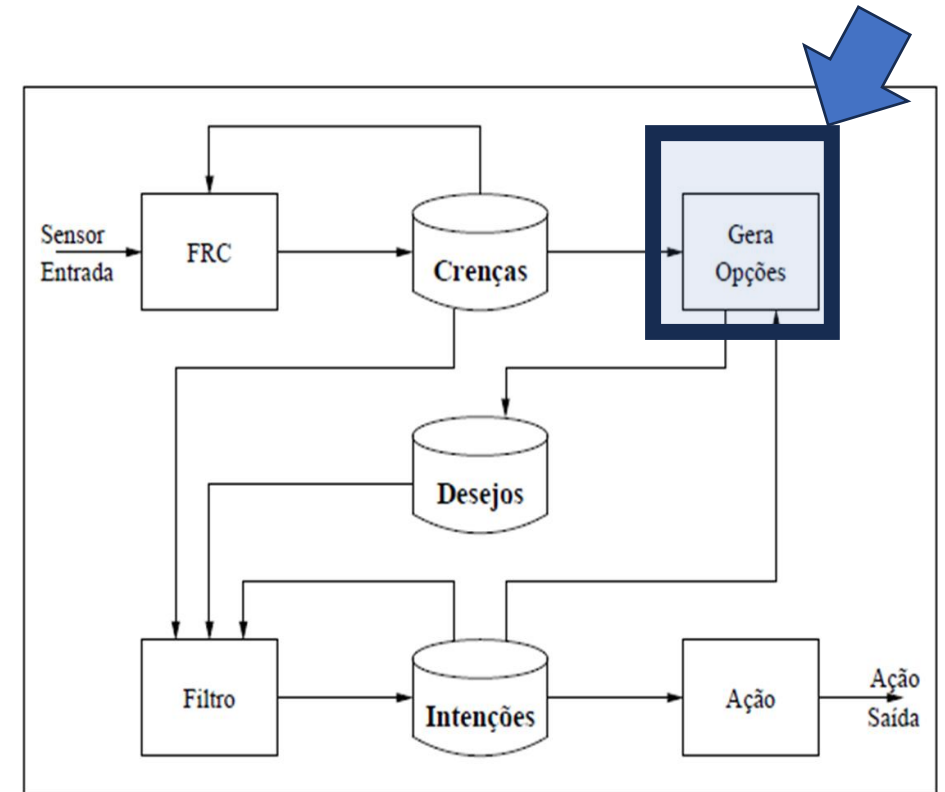 Sensor
Entrada
FRC
Crenças
Gera
Opções
Desejos
Filtro
Intenções
Ação
Ação
Saída